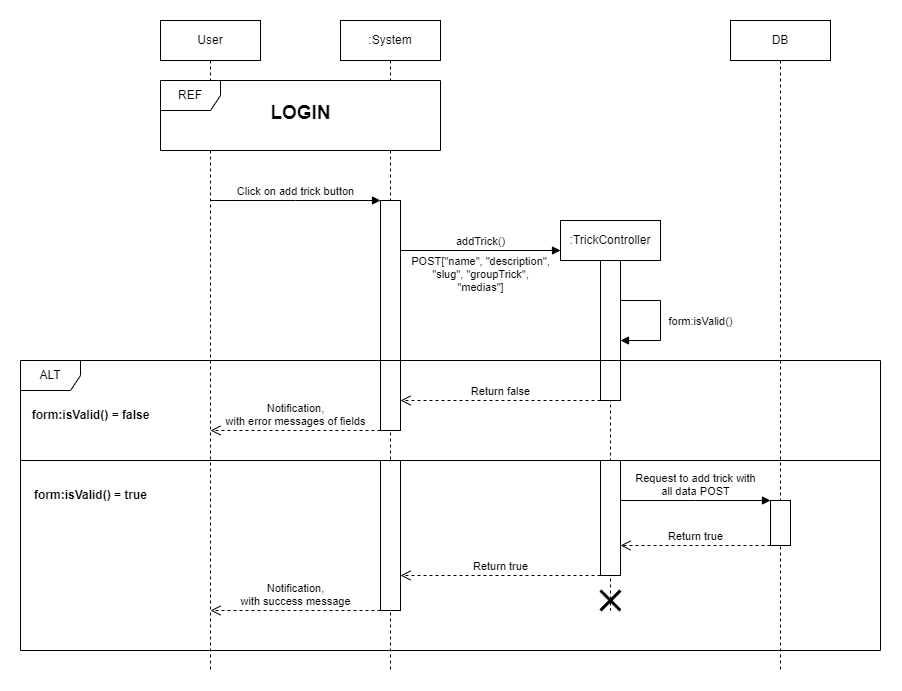 User
:System
DB
REF
LOGIN
Click on add trick button
addTrick()
POST["name", "description",
"slug", "groupTrick",
"medias"]
:TrickController
form:isValid()
ALT
form:isValid() = false
Return false
Notification,
with error messages of fields
form:isValid() = true
Request to add trick with
all data POST
Return true
Return true
Notification,
with success message